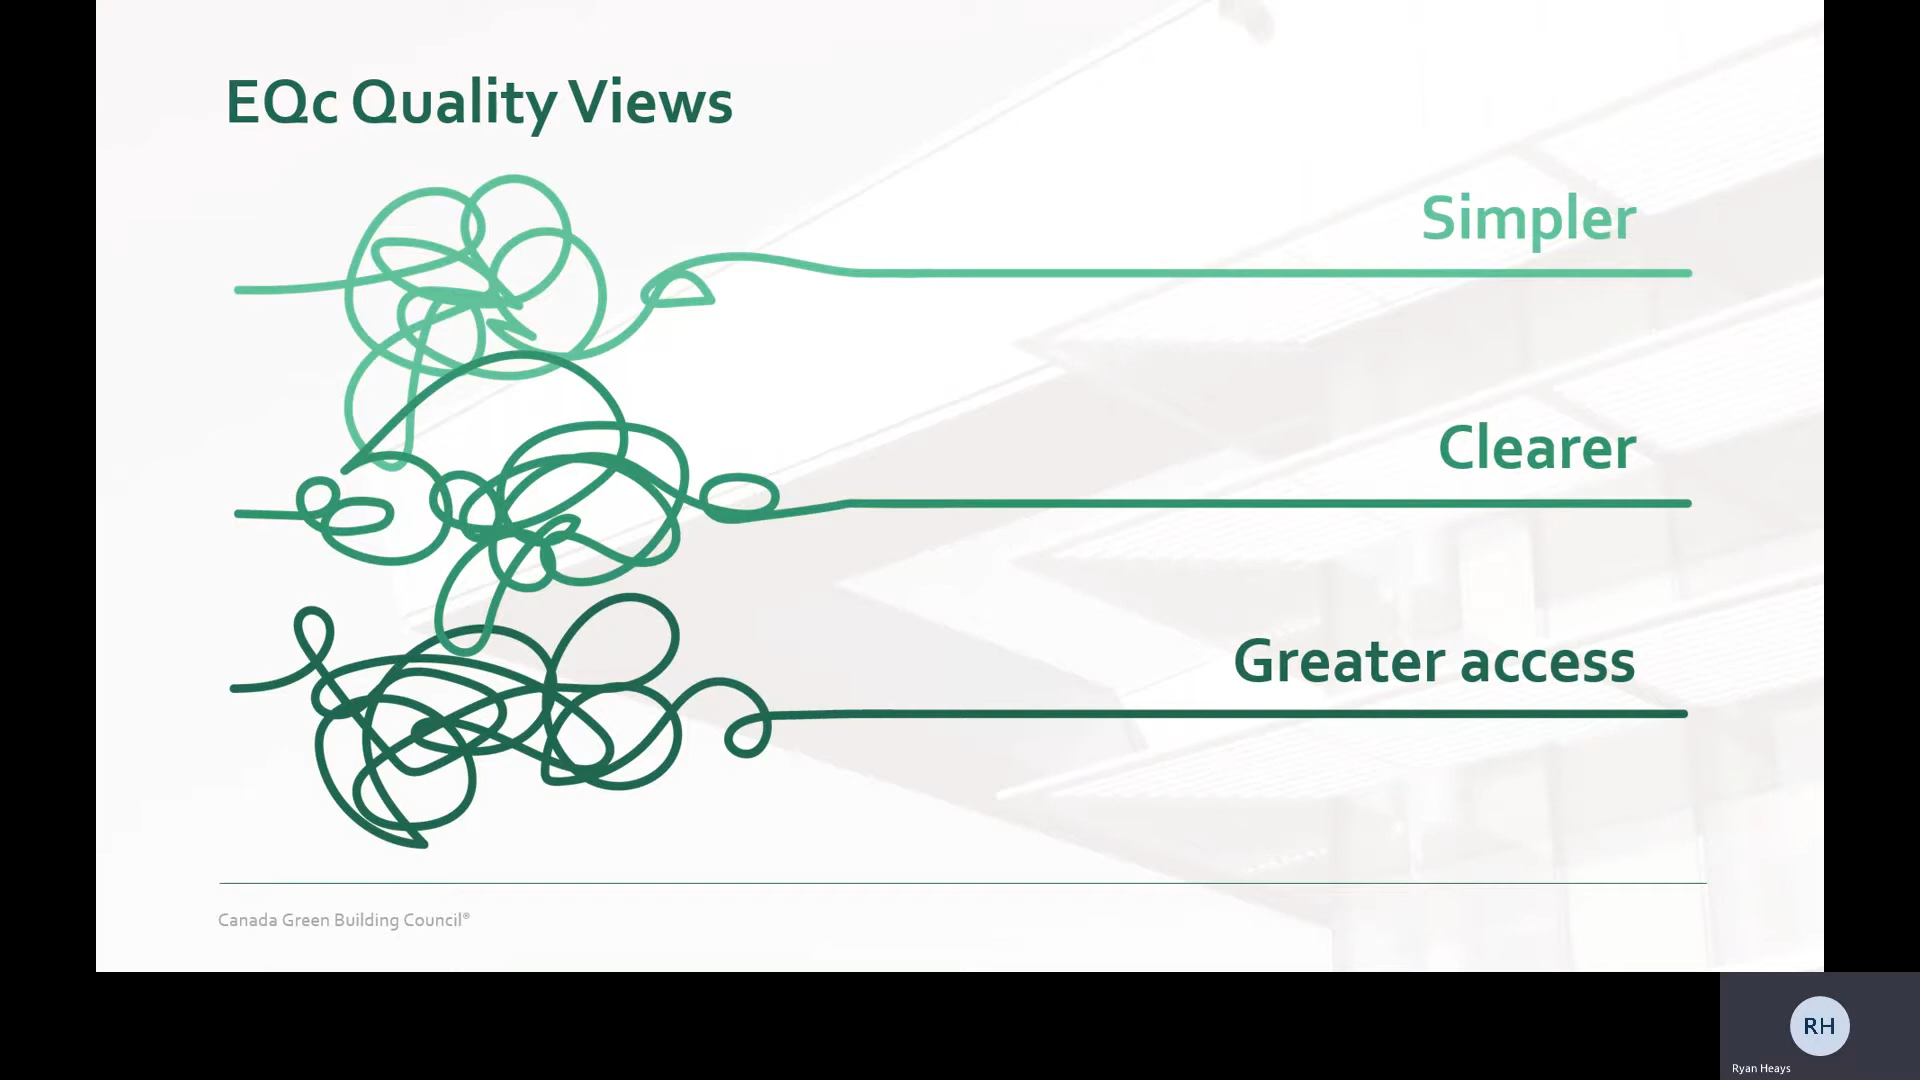 EQc Quality Views
Simpler
Clearer
Greater access
Canada Green Building Council®
RH
Ryan Heays